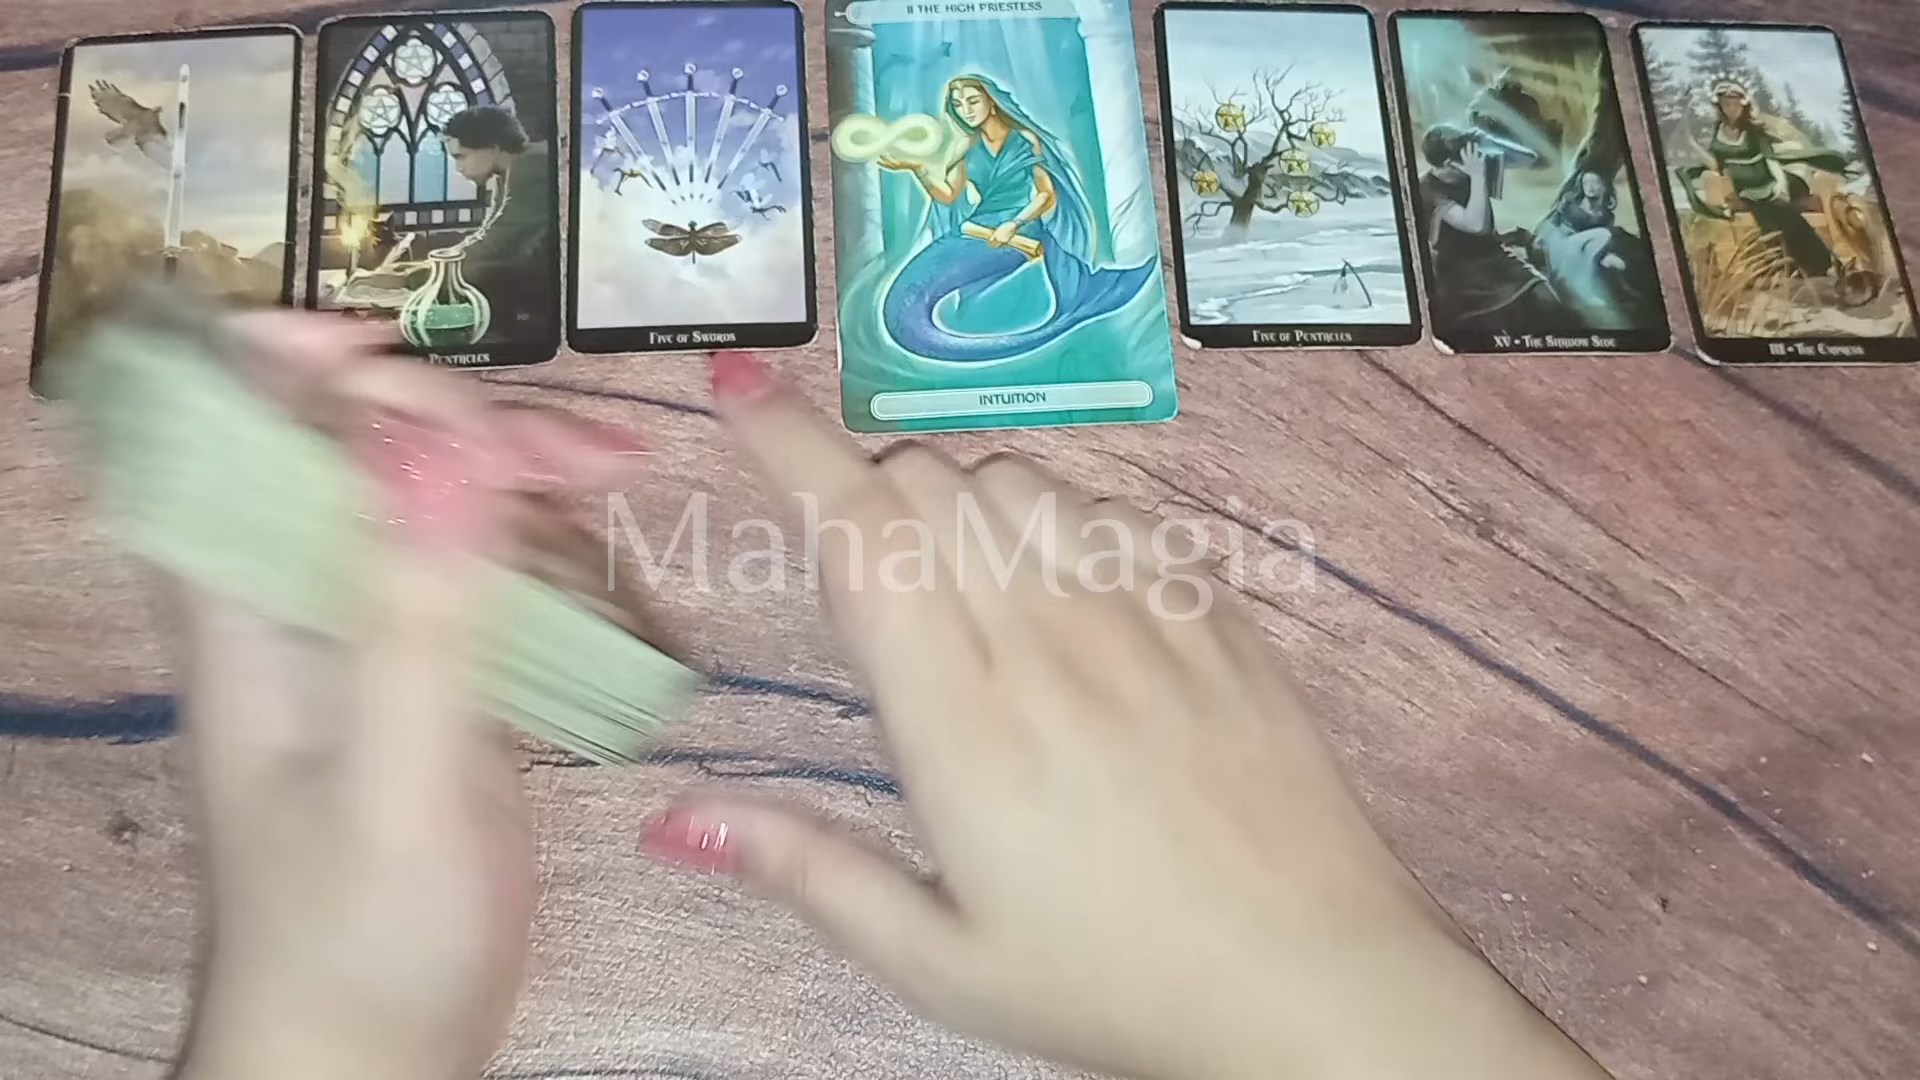 II THE HIGH PRIESTESS
PENTACLES
FIVE OF SWORDS
INTUITION
FIVE OF PENTACLES
XV • THE SHADOW SIDE
III • THE EMPRESS
MahaMagia